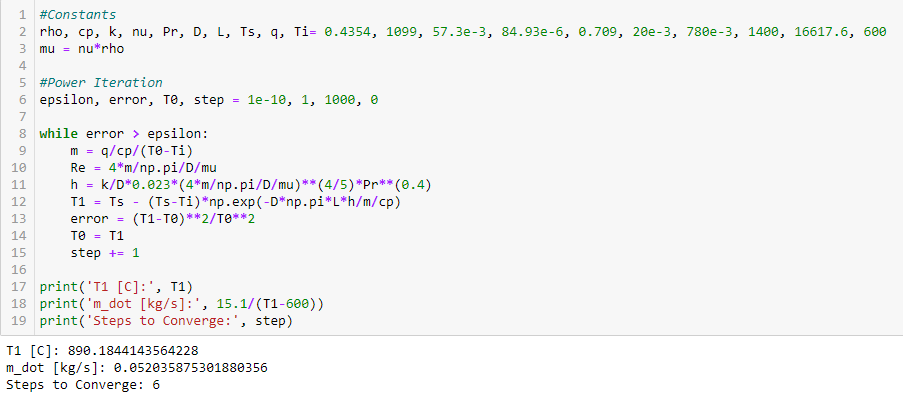 1 #Constants
2 rho, cp, k, nu, Pr, D, L, Ts, q, Ti= 0.4354, 1099, 57.3e-3, 84.93e-6, 0.709, 20e-3, 780e-3, 1400, 16617.6, 600
3 mu = nu*rho
4
5 #Power Iteration
6 epsilon, error, T0, step = 1e-10, 1, 1000, 0
7
8 while error > epsilon:
9     m = q/cp/(T0-Ti)
10     Re = 4*m/np.pi/D/mu
11     h = k/D*0.023*(4*m/np.pi/D/mu)**(4/5)*Pr**(0.4)
12     T1 = Ts - (Ts-Ti)*np.exp(-D*np.pi*L*h/m/cp)
13     error = (T1-T0)**2/T0**2
14     T0 = T1
15     step += 1
16
17 print('T1 [C]:', T1)
18 print('m_dot [kg/s]:', 15.1/(T1-600))
19 print('Steps to Converge:', step)
T1 [C]: 890.1844143564228
m_dot [kg/s]: 0.052035875301880356
Steps to Converge: 6